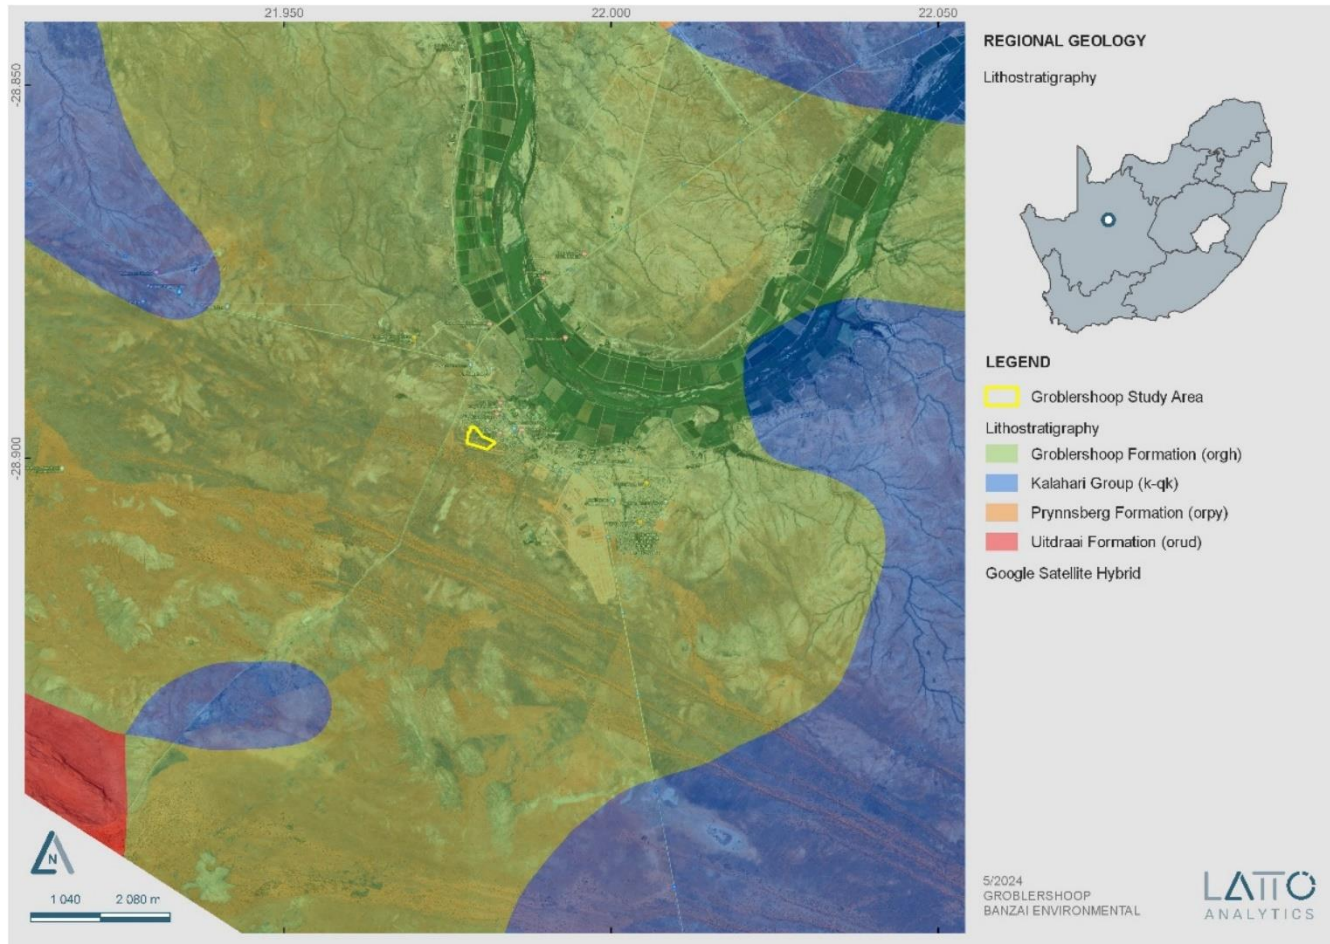 21.950
22.000
22.050
-28.850
-28.900
REGIONAL GEOLOGY
Lithostratigraphy
LEGEND
Groblershoop Study Area
Lithostratigraphy
Groblershoop Formation (orgh)
Kalahari Group (k-qk)
Prynnsberg Formation (orpy)
Uitdraai Formation (orud)
Google Satellite Hybrid
N
1 040 2 080 m
5/2024
GROBLERSHOOP
BANZAI ENVIRONMENTAL
LATTO
ANALYTICS